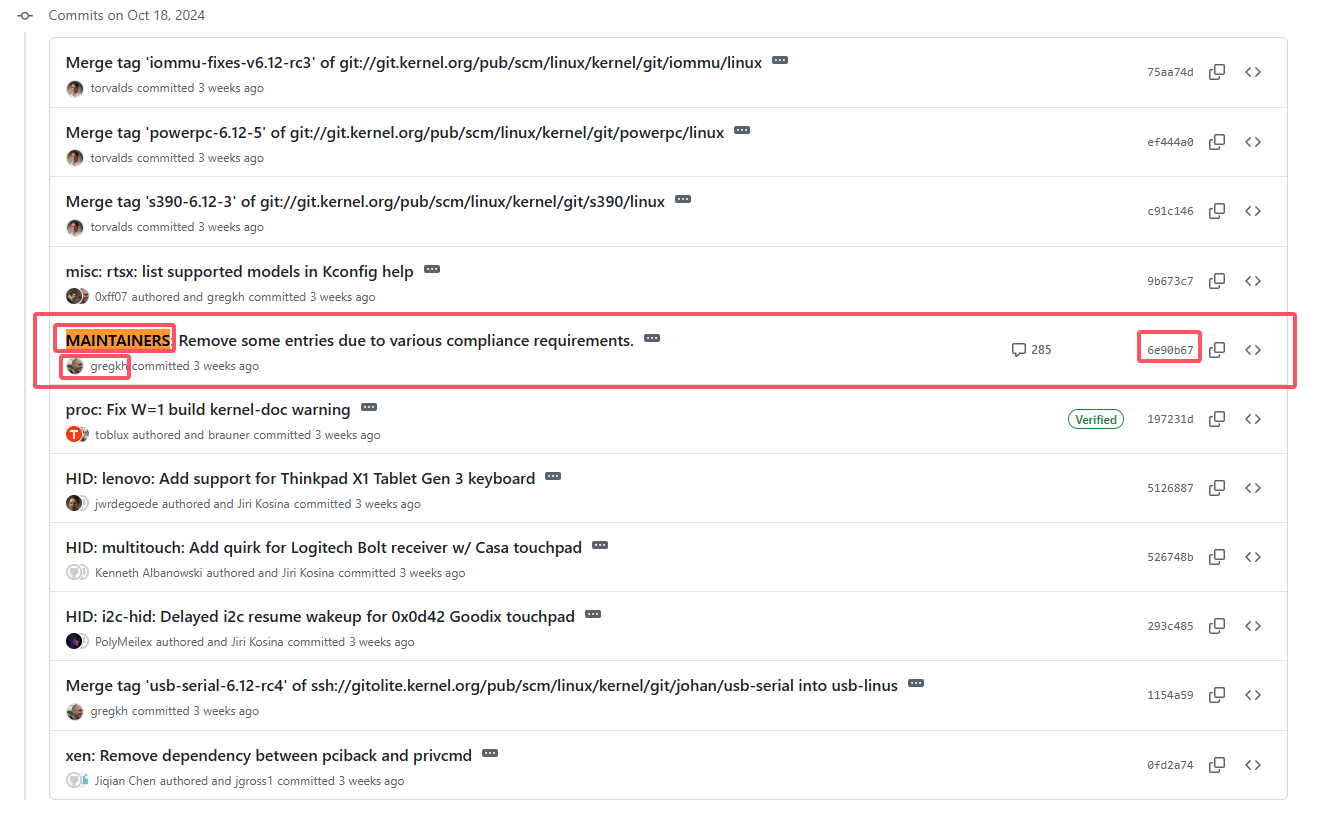 Commits on Oct 18, 2024
Merge tag 'iommu-fixes-v6.12-rc3' of git://git.kernel.org/pub/scm/linux/kernel/git/iommu/linux
torvalds committed 3 weeks ago
75aa74d
Merge tag 'powerpc-6.12-5' of git://git.kernel.org/pub/scm/linux/kernel/git/powerpc/linux
torvalds committed 3 weeks ago
ef444a0
Merge tag 's390-6.12-3' of git://git.kernel.org/pub/scm/linux/kernel/git/s390/linux
torvalds committed 3 weeks ago
c91c146
misc: rtsx: list supported models in Kconfig help
0xff07 authored and gregkh committed 3 weeks ago
9b673c7
MAINTAINERS: Remove some entries due to various compliance requirements.
gregkh committed 3 weeks ago
285
6e90b67
proc: Fix W=1 build kernel-doc warning
T toblux authored and brauner committed 3 weeks ago
Verified
197231d
HID: lenovo: Add support for Thinkpad X1 Tablet Gen 3 keyboard
jwrdegoede authored and Jiri Kosina committed 3 weeks ago
5126887
HID: multitouch: Add quirk for Logitech Bolt receiver w/ Casa touchpad
Kenneth Albanowski authored and Jiri Kosina committed 3 weeks ago
526748b
HID: i2c-hid: Delayed i2c resume wakeup for 0x0d42 Goodix touchpad
PolyMeilex authored and Jiri Kosina committed 3 weeks ago
293c485
Merge tag 'usb-serial-6.12-rc4' of ssh://gitolite.kernel.org/pub/scm/linux/kernel/git/johan/usb-serial into usb-linus
gregkh committed 3 weeks ago
1154a59
xen: Remove dependency between pciback and privcmd
Jiqian Chen authored and jgross1 committed 3 weeks ago
0fd2a74